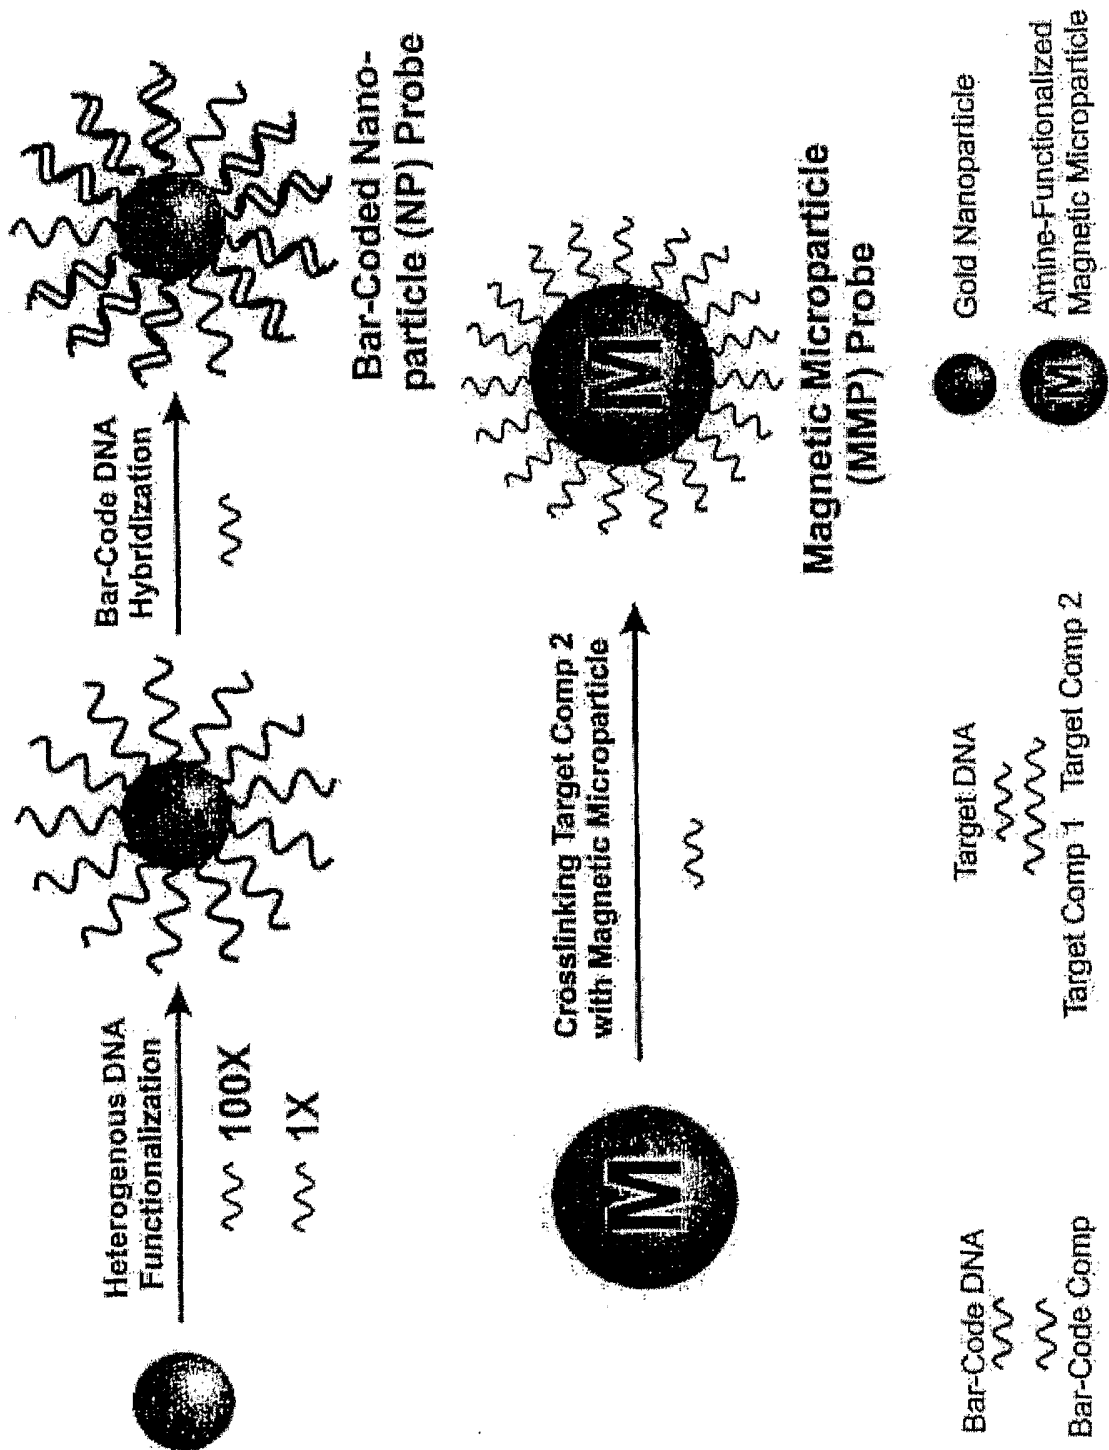 Heterogenous DNA
Functionalization
100X
1X
Bar-Code DNA
Hybridization
Bar-Coded Nano-
particle (NP) Probe
M
Crosslinking Target Comp 2
with Magnetic Microparticle
M
Magnetic Microparticle
(MMP) Probe
Bar-Code DNA
Bar-Code Comp
Target DNA
Target Comp 1 Target Comp 2
Gold Nanoparticle
M
Amine-Functionalized
Magnetic Microparticle